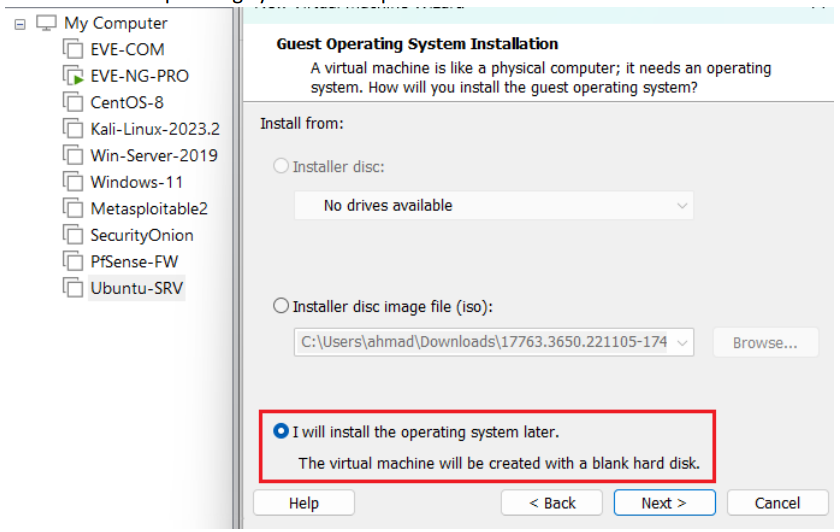 My Computer
EVE-COM
EVE-NG-PRO
CentOS-8
Kali-Linux-2023.2
Win-Server-2019
Windows-11
Metasploitable2
SecurityOnion
PfSense-FW
Ubuntu-SRV
Guest Operating System Installation
A virtual machine is like a physical computer; it needs an operating
system. How will you install the guest operating system?
Install from:
Installer disc:
No drives available
Installer disc image file (iso):
C:\Users\ahmad\Downloads\17763.3650.221105-174
Browse...
I will install the operating system later.
The virtual machine will be created with a blank hard disk.
Help
< Back
Next >
Cancel